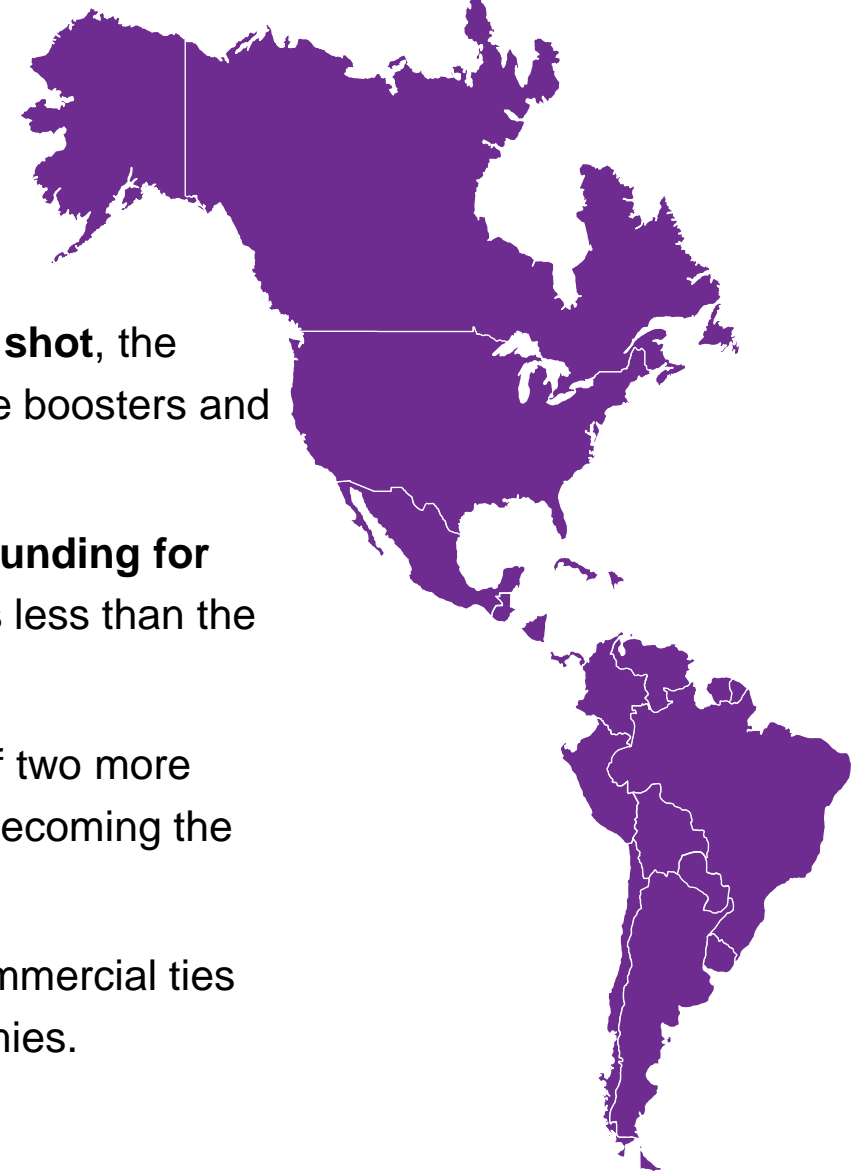 shot, the
e boosters and
unding for
s less than the
f two more
ecoming the
mmercial ties
nies.